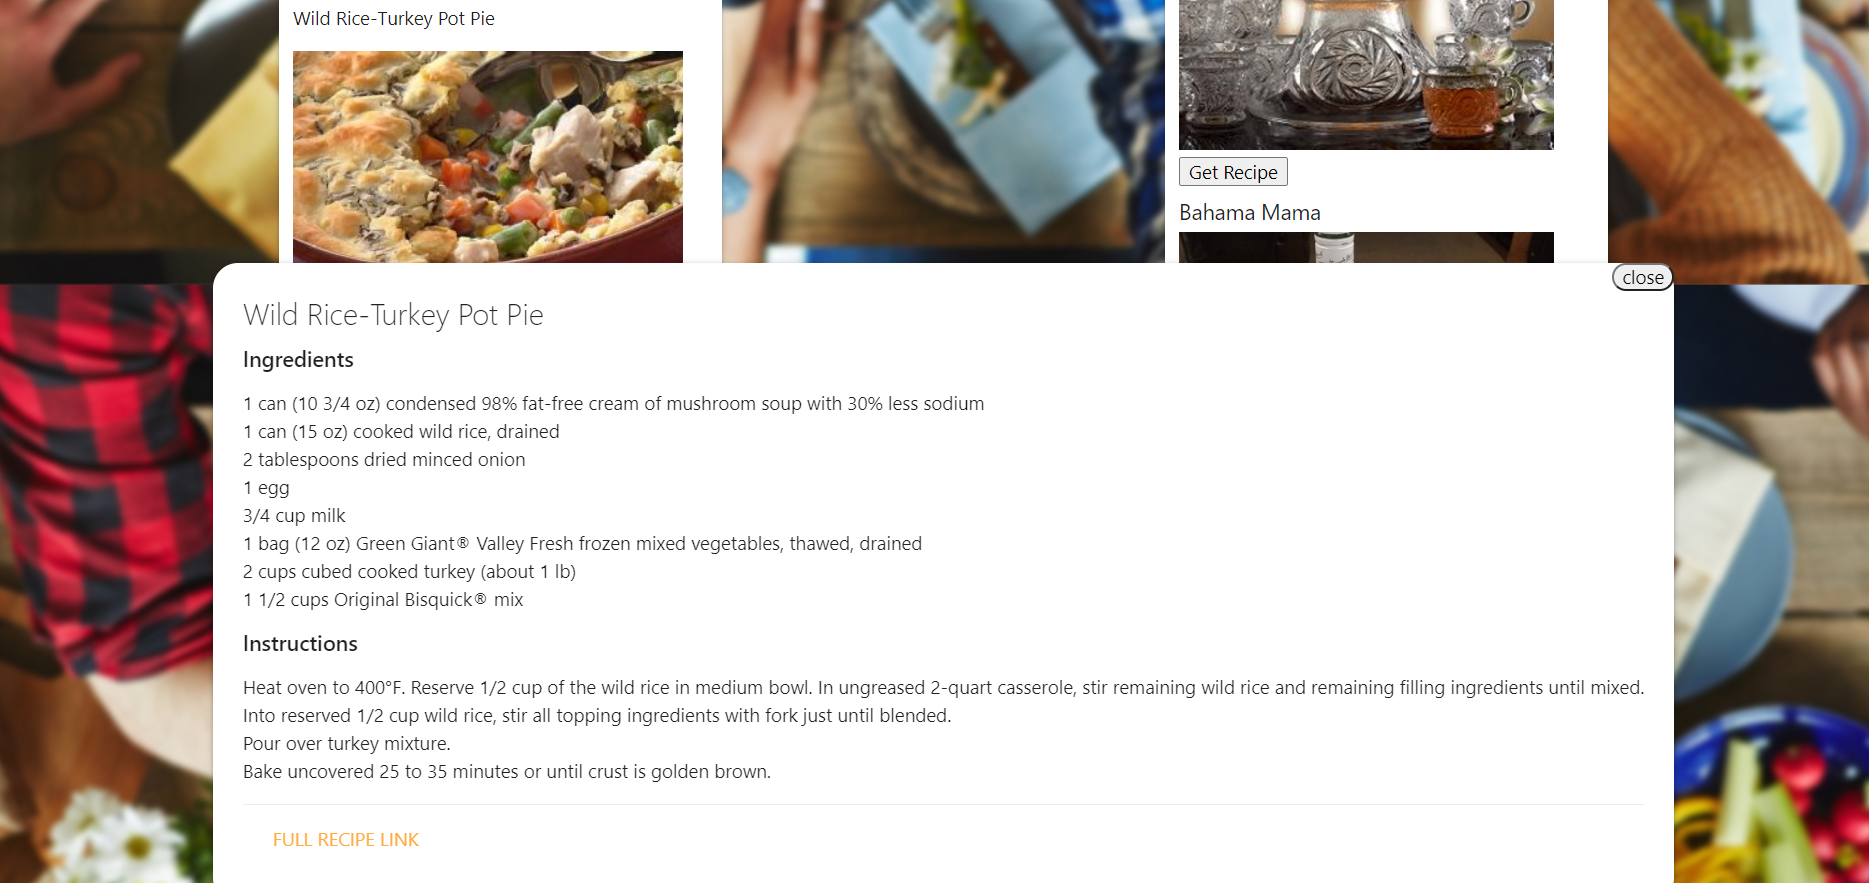 Wild Rice-Turkey Pot Pie
Get Recipe
Bahama Mama
close
Wild Rice-Turkey Pot Pie
Ingredients
1 can (10 3/4 oz) condensed 98% fat-free cream of mushroom soup with 30% less sodium
1 can (15 oz) cooked wild rice, drained
2 tablespoons dried minced onion
1 egg
3/4 cup milk
1 bag (12 oz) Green Giant® Valley Fresh frozen mixed vegetables, thawed, drained
2 cups cubed cooked turkey (about 1 lb)
1 1/2 cups Original Bisquick® mix
Instructions
Heat oven to 400°F. Reserve 1/2 cup of the wild rice in medium bowl. In ungreased 2-quart casserole, stir remaining wild rice and remaining filling ingredients until mixed.
Into reserved 1/2 cup wild rice, stir all topping ingredients with fork just until blended.
Pour over turkey mixture.
Bake uncovered 25 to 35 minutes or until crust is golden brown.
FULL RECIPE LINK